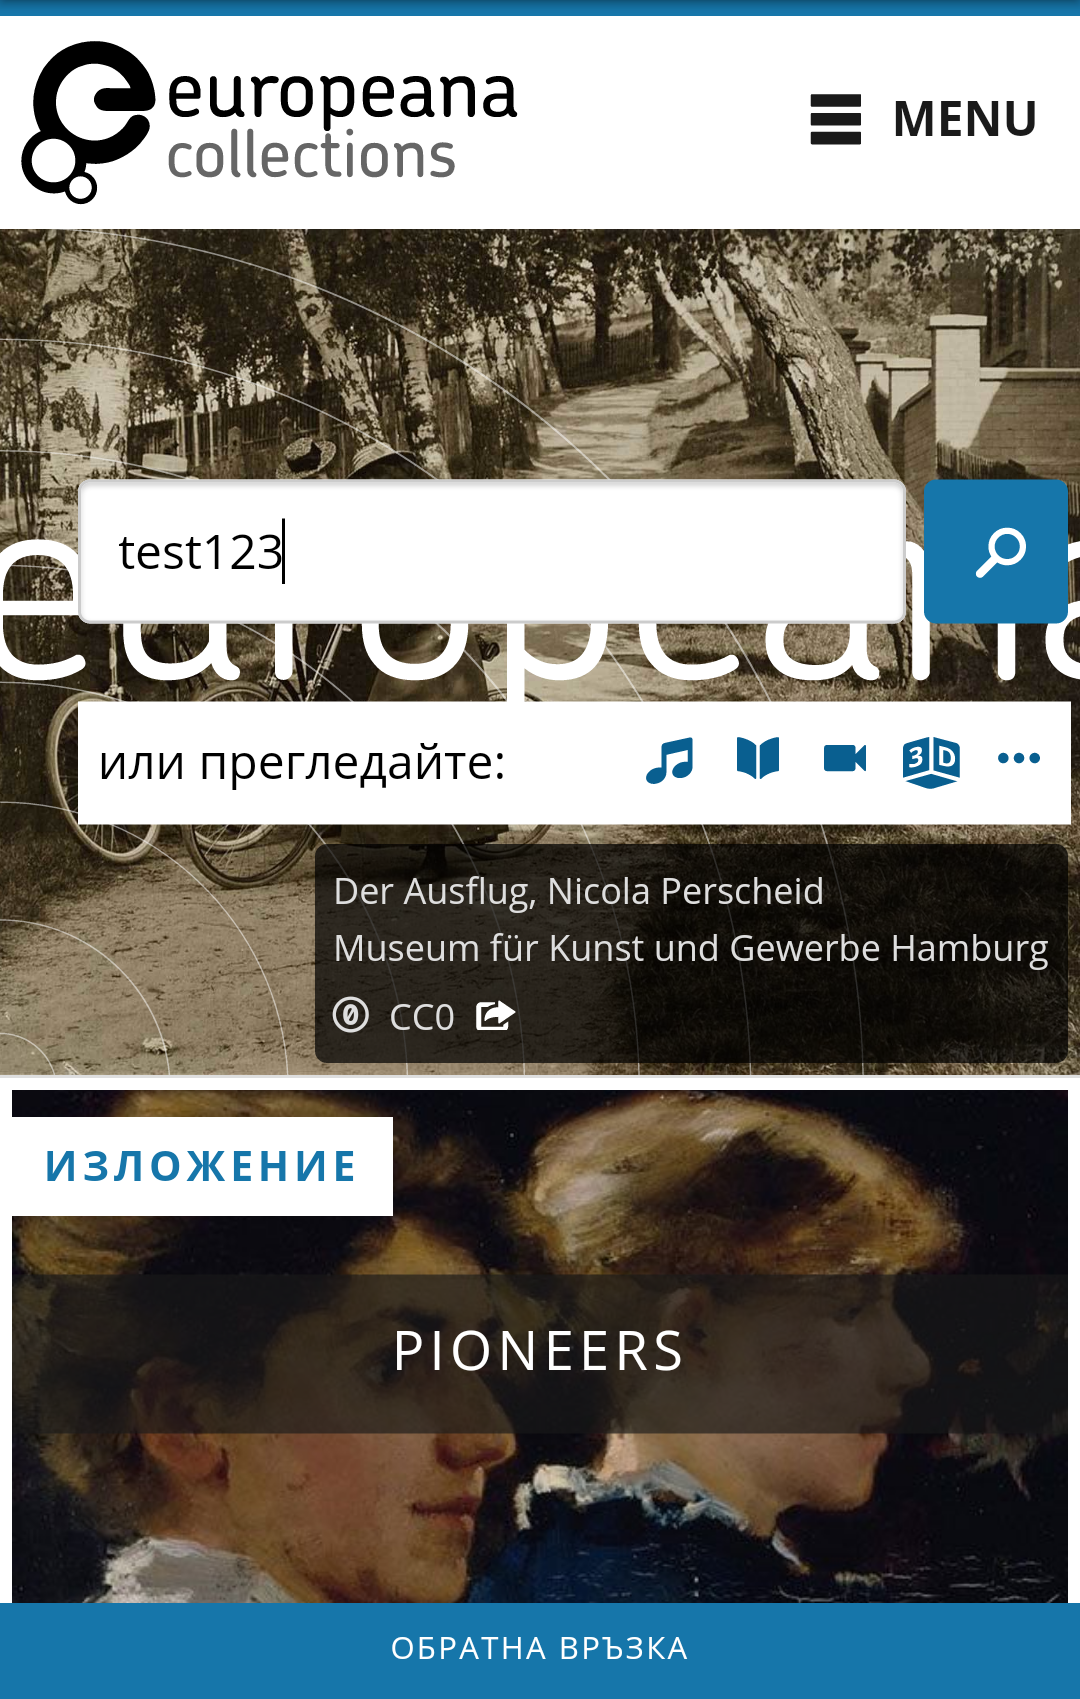 europeana
collections
MENU
europeana
test123
или прегледайте:
3D
Der Ausflug, Nicola Perscheid
Museum für Kunst und Gewerbe Hamburg
0 CC0
ИЗЛОЖЕНИЕ
PIONEERS
ОБРАТНА ВРЪЗКА